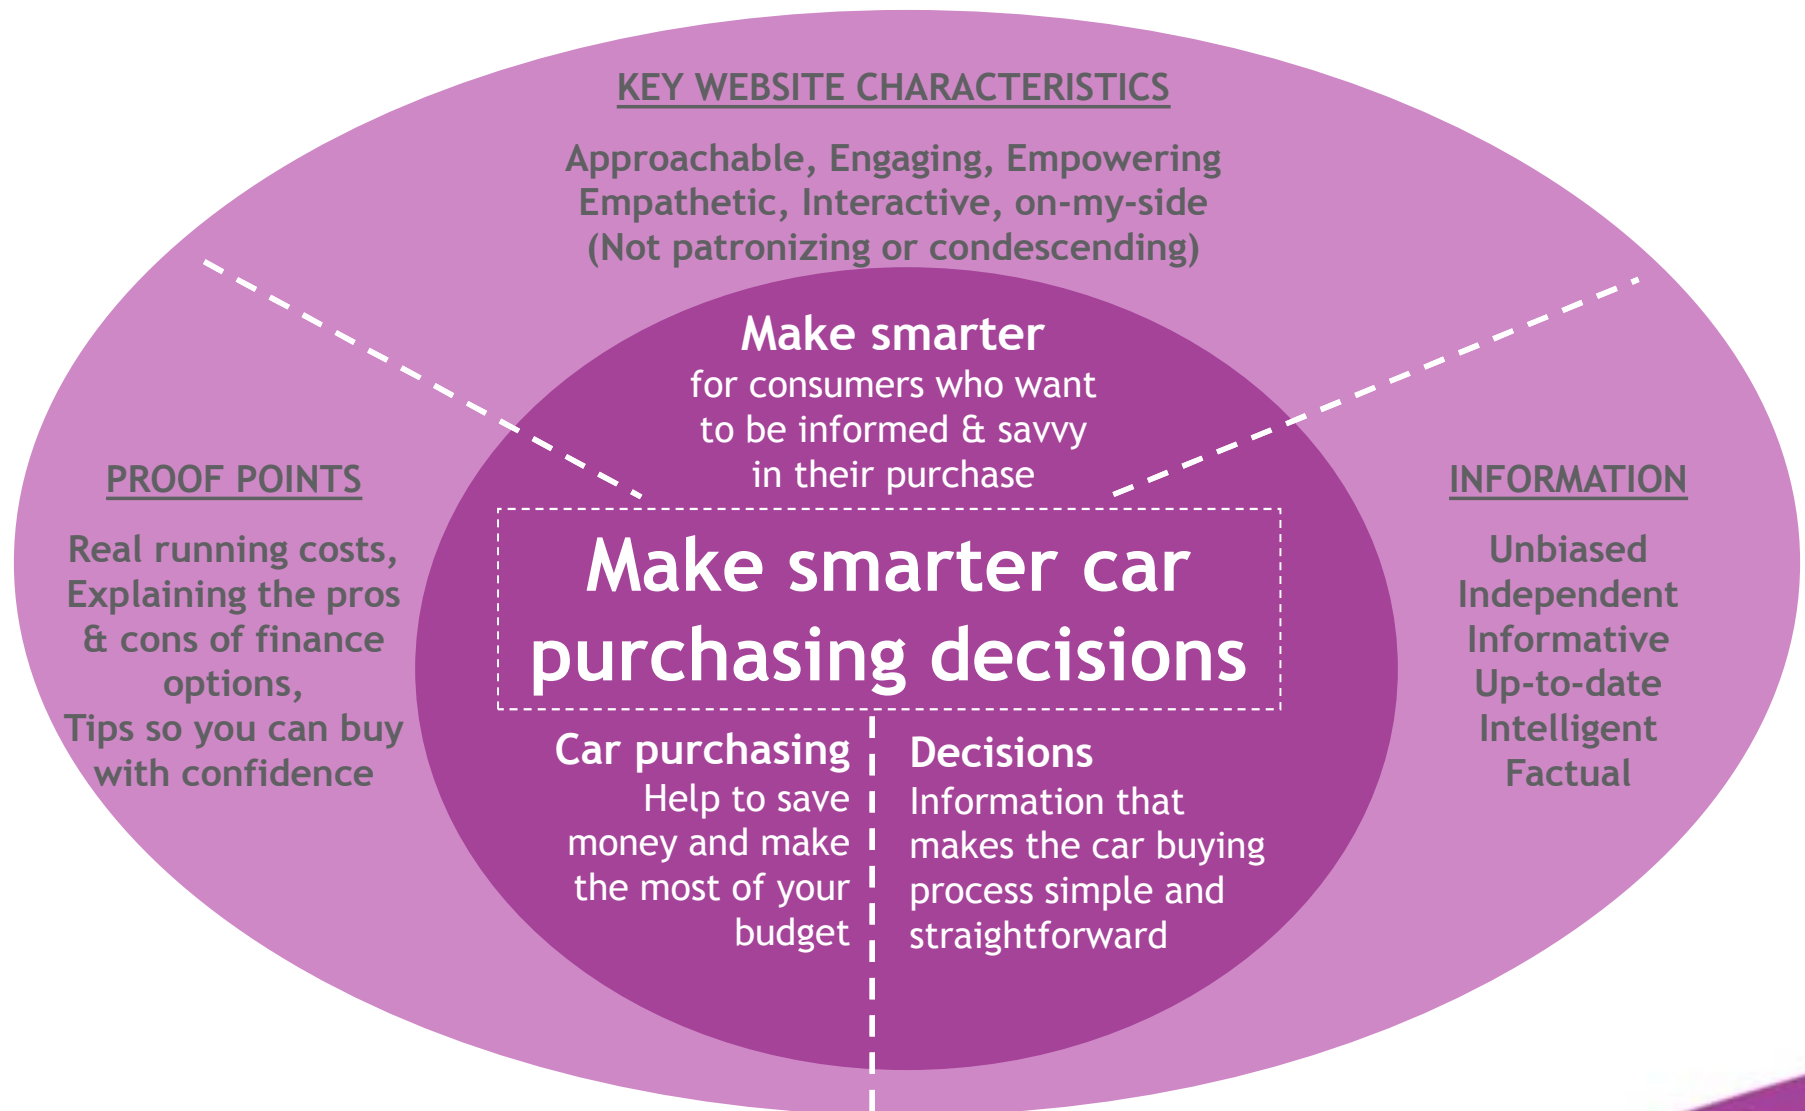 KEY WEBSITE CHARACTERISTICS
Approachable, Engaging, Empowering
Empathetic, Interactive, on-my-side
(Not patronizing or condescending)
Make smarter
for consumers who want
to be informed & savvy
in their purchase
PROOF POINTS
Real running costs,
Explaining the pros
& cons of finance
options,
Tips so you can buy
with confidence
Make smarter car
purchasing decisions
INFORMATION
Unbiased
Independent
Informative
Up-to-date
Intelligent
Factual
Car purchasing
Help to save
money and make
the most of your
budget
Decisions
Information that
makes the car buying
process simple and
straightforward